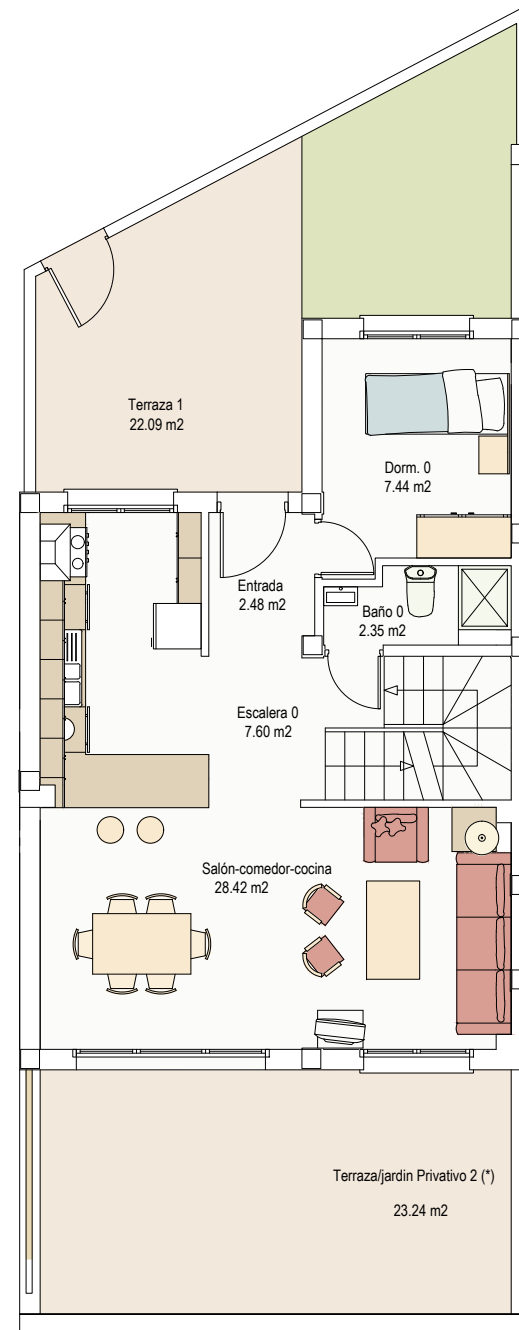 Terraza 1
22.09 m2
Dorm. 0
7.44 m2
Entrada
2.48 m2
Baño 0
2.35 m2
Escalera 0
7.60 m2
Salón-comedor-cocina
28.42 m2
Terraza/jardin Privativo 2 (*)
23.24 m2